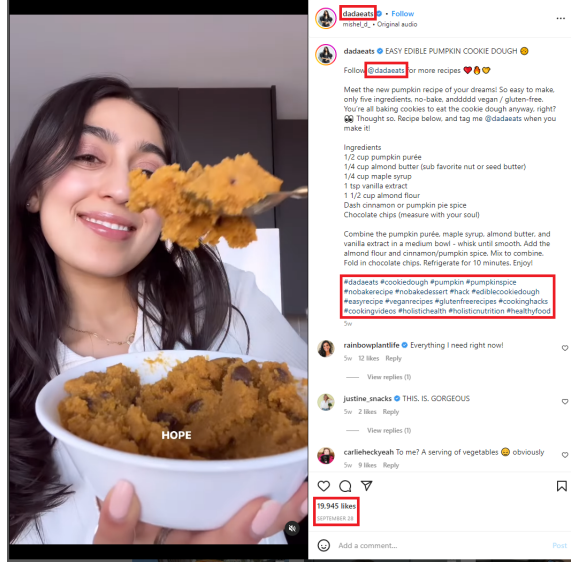 dadaeats • Follow
mishel_d_ • Original audio
dadaeats EASY EDIBLE PUMPKIN COOKIE DOUGH
Follow @dadaeats for more recipes
Meet the new pumpkin recipe of your dreams! So easy to make,
only five ingredients, no-bake, andddd vegan / gluten-free.
You're all baking cookies to eat the cookie dough anyway, right?
👀 Thought so. Recipe below, and tag me @dadaeats when you
make it!
Ingredients
1/2 cup pumpkin purée
1/4 cup almond butter (sub favorite nut or seed butter)
1/4 cup maple syrup
1 tsp vanilla extract
1 1/2 cup almond flour
Dash cinnamon or pumpkin pie spice
Chocolate chips (measure with your soul)
Combine the pumpkin purée, maple syrup, almond butter, and
vanilla extract in a medium bowl - whisk until smooth. Add the
almond flour and cinnamon/pumpkin spice. Mix to combine.
Fold in chocolate chips. Refrigerate for 10 minutes. Enjoy!
#dadaeats #cookiedough #pumpkin #pumpkinspice
#nobakerecipe #nobakedessert #hack #ediblecookiedough
#easyrecipe #veganrecipes #glutenfreerecipes #cookinghacks
#cookingvideos #holistichealth #holisticnutrition #healthyfood
5w
rainbowplantlife Everything I need right now!
5w 12 likes Reply
View replies (1)
justine_snacks THIS. IS. GORGEOUS
5w 2 likes Reply
View replies (1)
carlieheckyeah To me? A serving of vegetables 😄 obviously
5w 9 likes Reply
19,945 likes
SEPTEMBER 28
Add a comment...
Post
HOPE